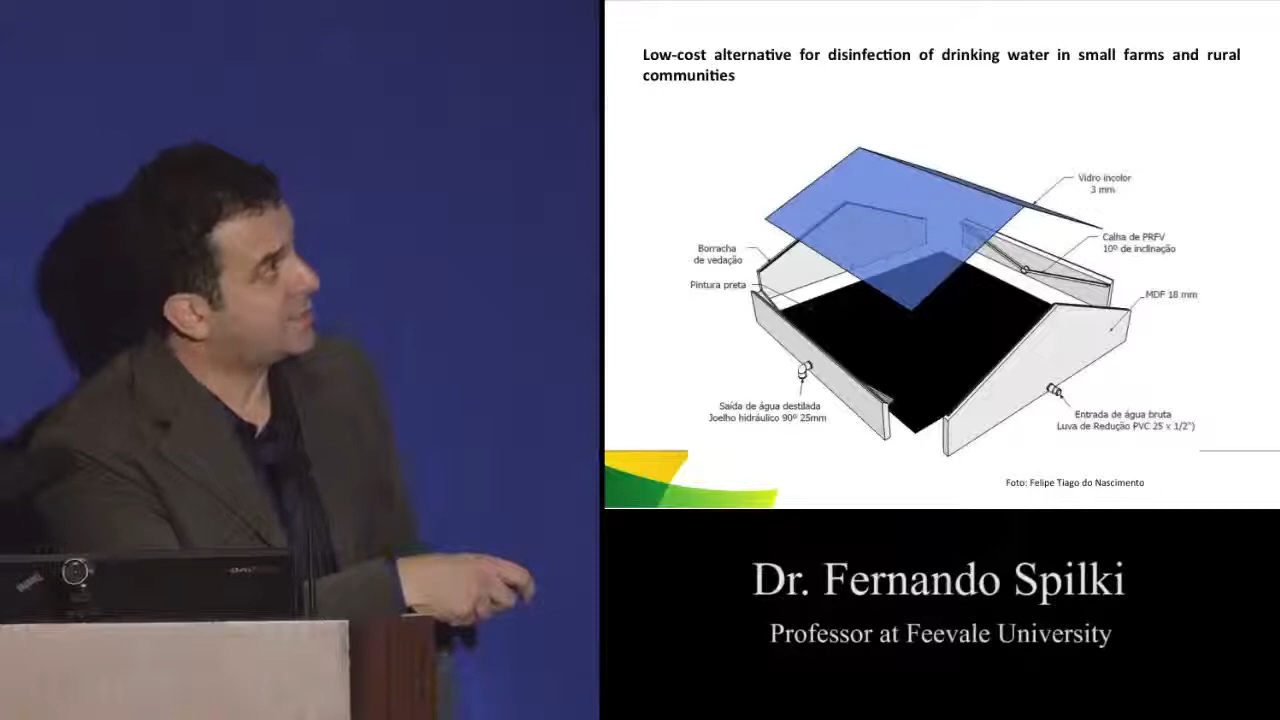 Low-cost alternative for disinfection of drinking water in small farms and rural
communities
Vidro incolor
3 mm
Calha de PRFV
10º de inclinação
Borracha
de vedação
Pintura preta
MDF 18 mm
Saída de água destilada
Joelho hidráulico 90º 25mm
Entrada de água bruta
Luva de Redução PVC 25 x 1/2")
Foto: Felipe Tiago do Nascimento
Dr. Fernando Spilki
Professor at Feevale University